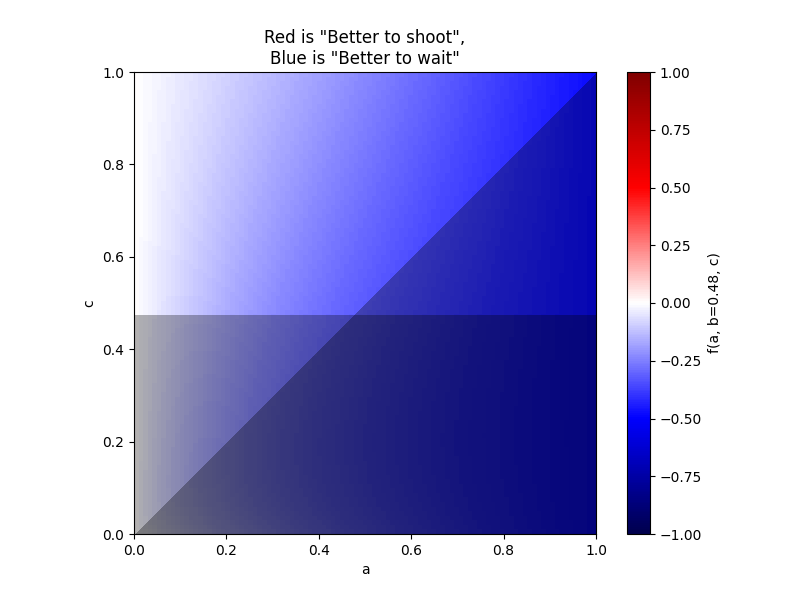 Red is "Better to shoot",
Blue is "Better to wait"
1.0
0.8
0.6
0.4
0.2
0.0
c
0.0 0.2 0.4 0.6 0.8 1.0
a
1.00
0.75
0.50
0.25
0.00
−0.25
−0.50
−0.75
−1.00
f(a, b=0.48, c)